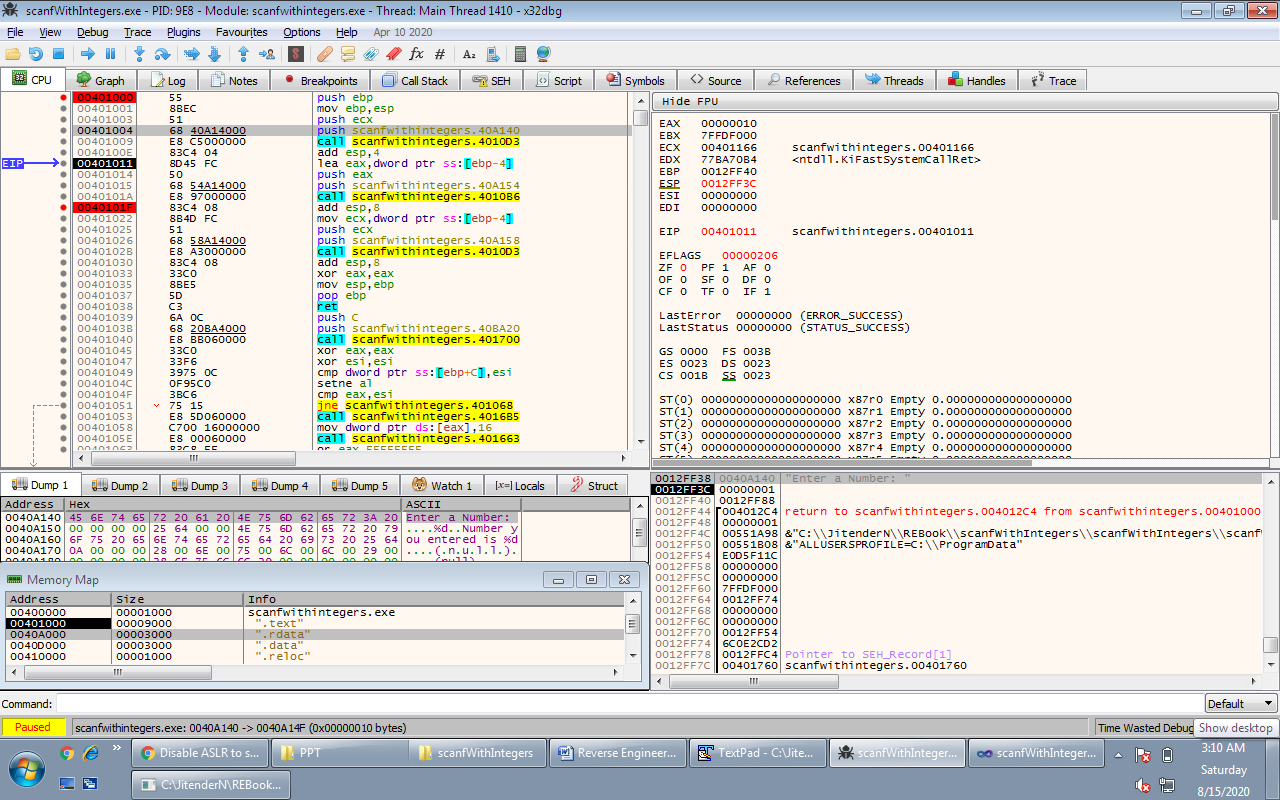 scanfWithIntegers.exe - PID: 9E8 - Module: scanfwithintegers.exe - Thread: Main Thread 1410 - x32dbg
File View Debug Trace Plugins Favourites Options Help Apr 10 2020
CPU Graph Log Notes Breakpoints Call Stack SEH Script Symbols Source References Threads Handles Trace
00401000 55 push ebp
00401001 8BEC mov ebp,esp
00401003 51 push ecx
00401004 68 40A14000 push scanfwithintegers.40A140
00401009 E8 C5000000 call scanfwithintegers.4010D3
0040100E 83C4 04 add esp,4
EIP 00401011 8D45 FC lea eax,dword ptr ss:[ebp-4]
00401014 50 push eax
00401015 68 54A14000 push scanfwithintegers.40A154
0040101A E8 97000000 call scanfwithintegers.4010B6
0040101F 83C4 08 add esp,8
00401022 8B4D FC mov ecx,dword ptr ss:[ebp-4]
00401025 51 push ecx
00401026 68 58A14000 push scanfwithintegers.40A158
0040102B E8 A3000000 call scanfwithintegers.4010D3
00401030 83C4 08 add esp,8
00401033 33C0 xor eax,eax
00401035 8BE5 mov esp,ebp
00401037 5D pop ebp
00401038 C3 ret
00401039 6A 0C push C
0040103B 68 20BA4000 push scanfwithintegers.40BA20
00401040 E8 BB060000 call scanfwithintegers.401700
00401045 33C0 xor eax,eax
00401047 33F6 xor esi,esi
00401049 3975 0C cmp dword ptr ss:[ebp+C],esi
0040104C 0F95C0 setne al
0040104F 3BC6 cmp eax,esi
00401051 75 15 jne scanfwithintegers.401068
00401053 E8 5D060000 call scanfwithintegers.4016B5
00401058 C700 16000000 mov dword ptr ds:[eax],16
0040105E E8 00060000 call scanfwithintegers.401663
00401063 83C8 FF or eax,FFFFFFFF
Hide FPU
EAX 00000010
EBX 7FFDF000
ECX 00401166 scanfwithintegers.00401166
EDX 77BA70B4 <ntdll.KiFastSystemCallRet>
EBP 0012FF40
ESP 0012FF3C
ESI 00000000
EDI 00000000
EIP 00401011 scanfwithintegers.00401011
EFLAGS 00000206
ZF 0 PF 1 AF 0
OF 0 SF 0 DF 0
CF 0 TF 0 IF 1
LastError 00000000 (ERROR_SUCCESS)
LastStatus 00000000 (STATUS_SUCCESS)
GS 0000 FS 003B
ES 0023 DS 0023
CS 001B SS 0023
ST(0) 00000000000000000000 x87r0 Empty 0.000000000000000000
ST(1) 00000000000000000000 x87r1 Empty 0.000000000000000000
ST(2) 00000000000000000000 x87r2 Empty 0.000000000000000000
ST(3) 00000000000000000000 x87r3 Empty 0.000000000000000000
ST(4) 00000000000000000000 x87r4 Empty 0.000000000000000000
Dump 1 Dump 2 Dump 3 Dump 4 Dump 5 Watch 1 Locals Struct
Address Hex ASCII
0040A140 45 6E 74 65 72 20 61 20 4E 75 6D 62 65 72 3A 20 Enter a Number:
0040A150 00 00 00 00 25 64 00 00 4E 75 6D 62 65 72 20 79 ....%d..Number y
0040A160 6F 75 20 65 6E 74 65 72 65 64 20 69 73 20 25 64 ou entered is %d
0040A170 0A 00 00 00 28 00 6E 00 75 00 6C 00 6C 00 29 00 ....(.n.u.l.l.).
0012FF38 0040A140 "Enter a Number: "
0012FF3C 00000001
0012FF40 0012FF88
0012FF44 004012C4 return to scanfwithintegers.004012C4 from scanfwithintegers.00401000
0012FF48 00000001
0012FF4C 00551A98 &"C:\\JitenderN\\REBook\\scanfWithIntegers\\scanfWithIntegers\\scanf
0012FF50 00551B08 &"ALLUSERSPROFILE=C:\\ProgramData"
0012FF54 E0D5F11C
0012FF58 00000000
0012FF5C 00000000
0012FF60 7FFDF000
0012FF64 0012FF74
0012FF68 00000000
0012FF6C 00000000
0012FF70 0012FF54
0012FF74 6C0E2CD2
0012FF78 0012FFC4 Pointer to SEH_Record[1]
0012FF7C 00401760 scanfwithintegers.00401760
Memory Map
Address Size Info
00400000 00001000 scanfwithintegers.exe
00401000 00009000 ".text"
0040A000 00003000 ".rdata"
0040D000 00003000 ".data"
00410000 00001000 ".reloc"
Command: Default
Paused scanfwithintegers.exe: 0040A140 -> 0040A14F (0x00000010 bytes) Time Wasted Debug
Show desktop
Disable ASLR to s... PPT scanfWithIntegers Reverse Engineer... TextPad - C:\Jite... scanfWithInteger... scanfWithInteger...
C:\JitenderN\REBook...
3:10 AM
Saturday
8/15/2020